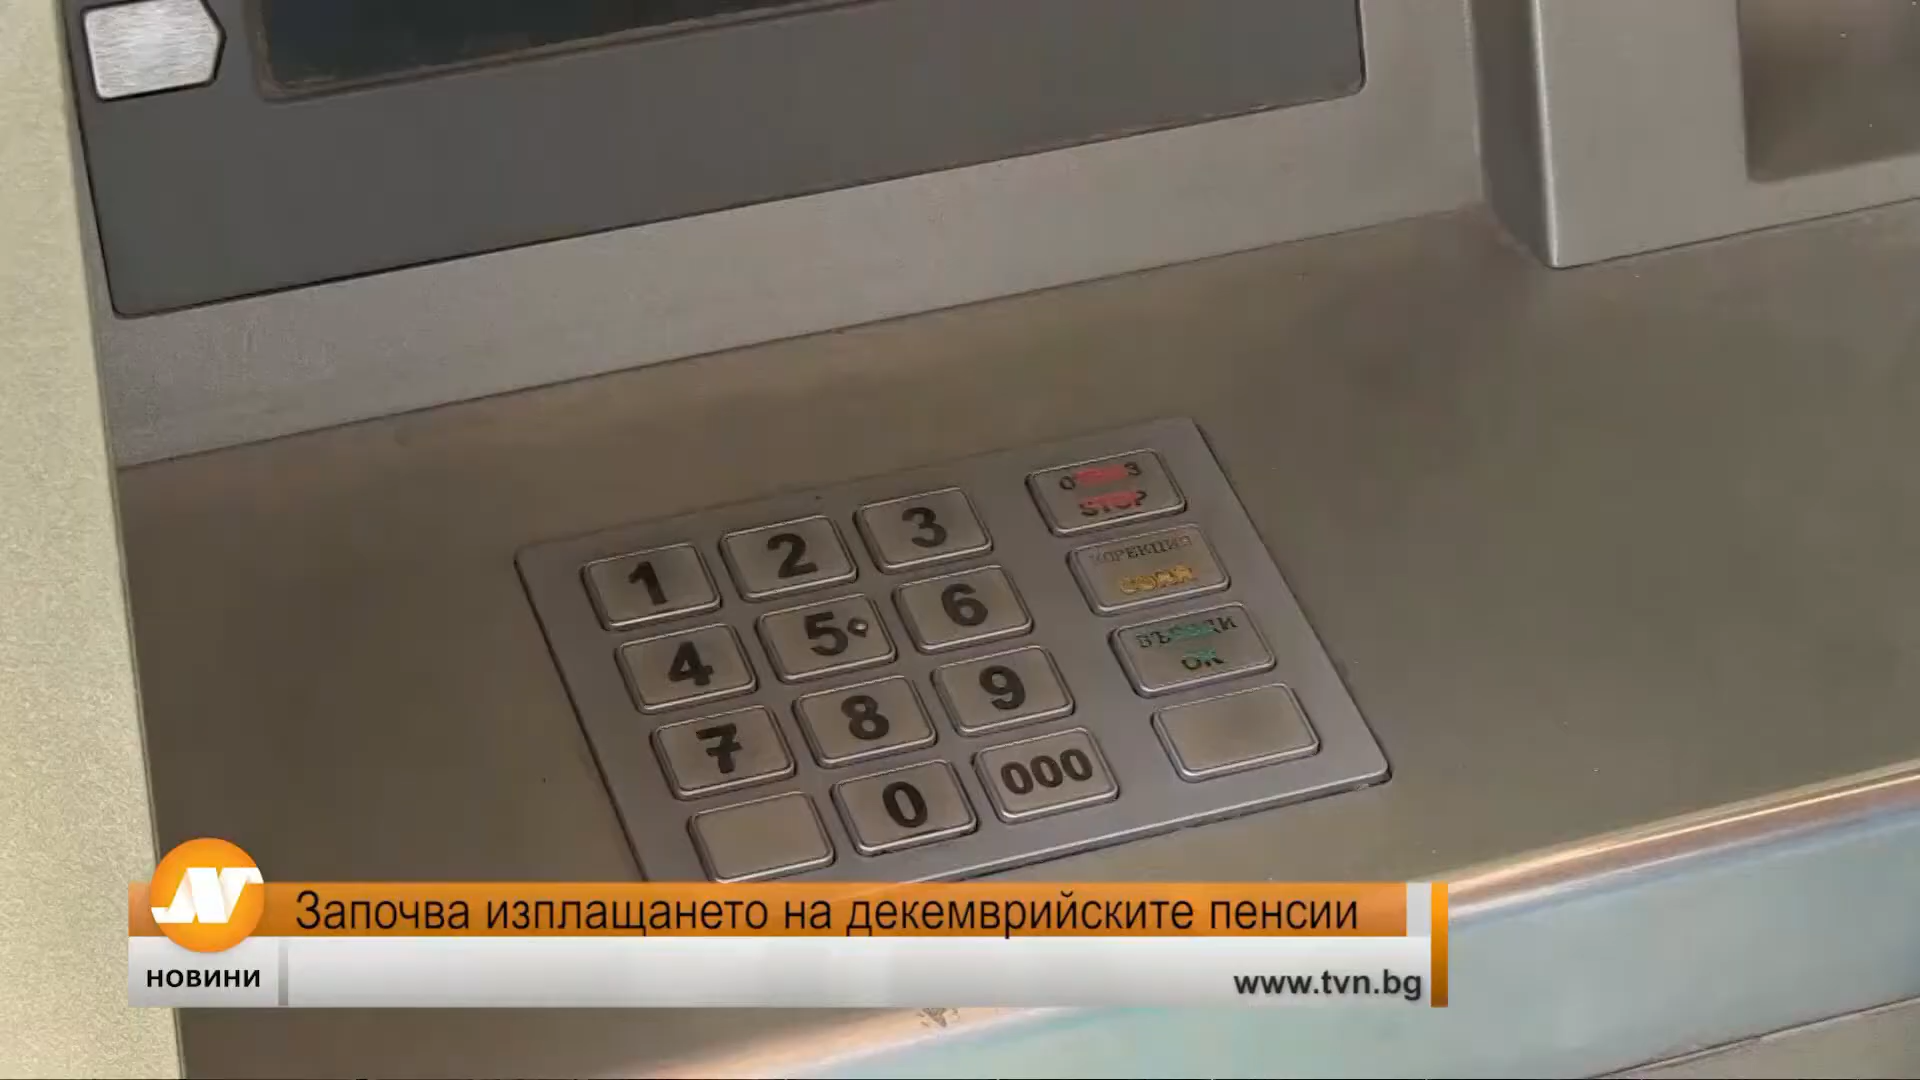 1 2 3
STOP
4 5 6
КОРЕКЦИЯ
7 8 9
ВЪВЕДИ
OK
0 000
Започва изплащането на декемврийските пенсии
НОВИНИ
www.tvn.bg